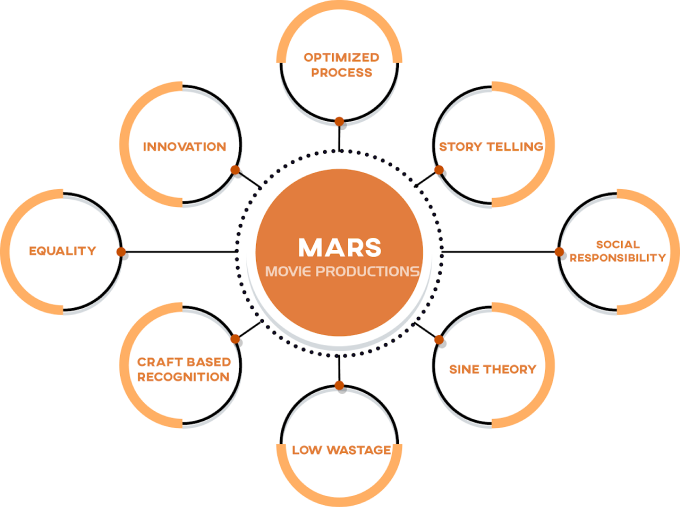 OPTIMIZED
PROCESS
INNOVATION
STORY TELLING
EQUALITY
MARS
MOVIE PRODUCTIONS
SOCIAL
RESPONSIBILITY
CRAFT BASED
RECOGNITION
SINE THEORY
LOW WASTAGE